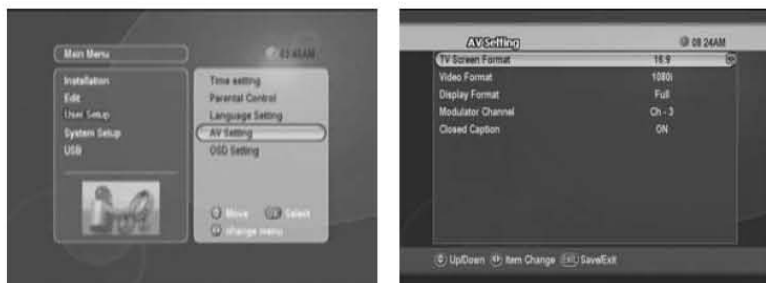 Main Menu
Installation
Edit
User Setup
System Setup
USB
Time setting
Parental Control
Language Setting
AV Setting
OSD Setting
Move OK Select
change menu
AV Setting 08 24AM
TV Screen Format 16:9
Video Format 1080i
Display Format Full
Modulator Channel Ch - 3
Closed Caption ON
Up/Down Item Change Exit Save/Exit